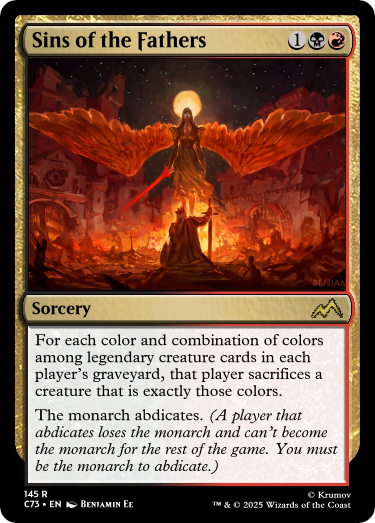 Sins of the Fathers 1
BENJAM
Sorcery
For each color and combination of colors
among legendary creature cards in each
player's graveyard, that player sacrifices a
creature that is exactly those colors.
The monarch abdicates. (A player that
abdicates loses the monarch and can't become
the monarch for the rest of the game. You must
be the monarch to abdicate.)
145 R © Krumov
C73 • EN Benjamin Ee ™ & © 2025 Wizards of the Coast